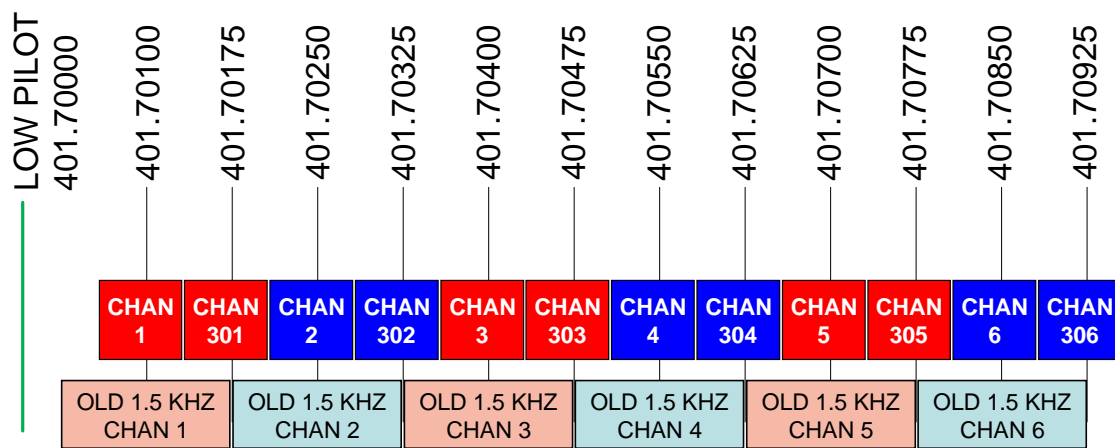 LOW PILOT
401.70000
401.70100
401.70175
401.70250
401.70325
401.70400
401.70475
401.70550
401.70625
401.70700
401.70775
401.70850
401.70925
CHAN
1
CHAN
301
CHAN
2
CHAN
302
CHAN
3
CHAN
303
CHAN
4
CHAN
304
CHAN
5
CHAN
305
CHAN
6
CHAN
306
OLD 1.5 KHZ
CHAN 1
OLD 1.5 KHZ
CHAN 2
OLD 1.5 KHZ
CHAN 3
OLD 1.5 KHZ
CHAN 4
OLD 1.5 KHZ
CHAN 5
OLD 1.5 KHZ
CHAN 6